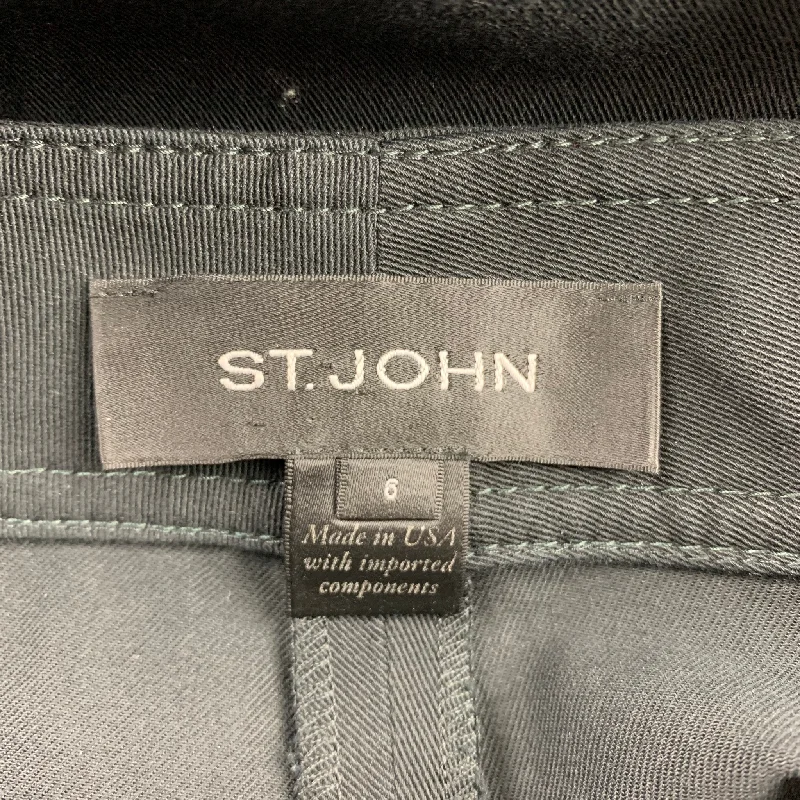 ST. JOHN
6
Made in USA
with imported
components